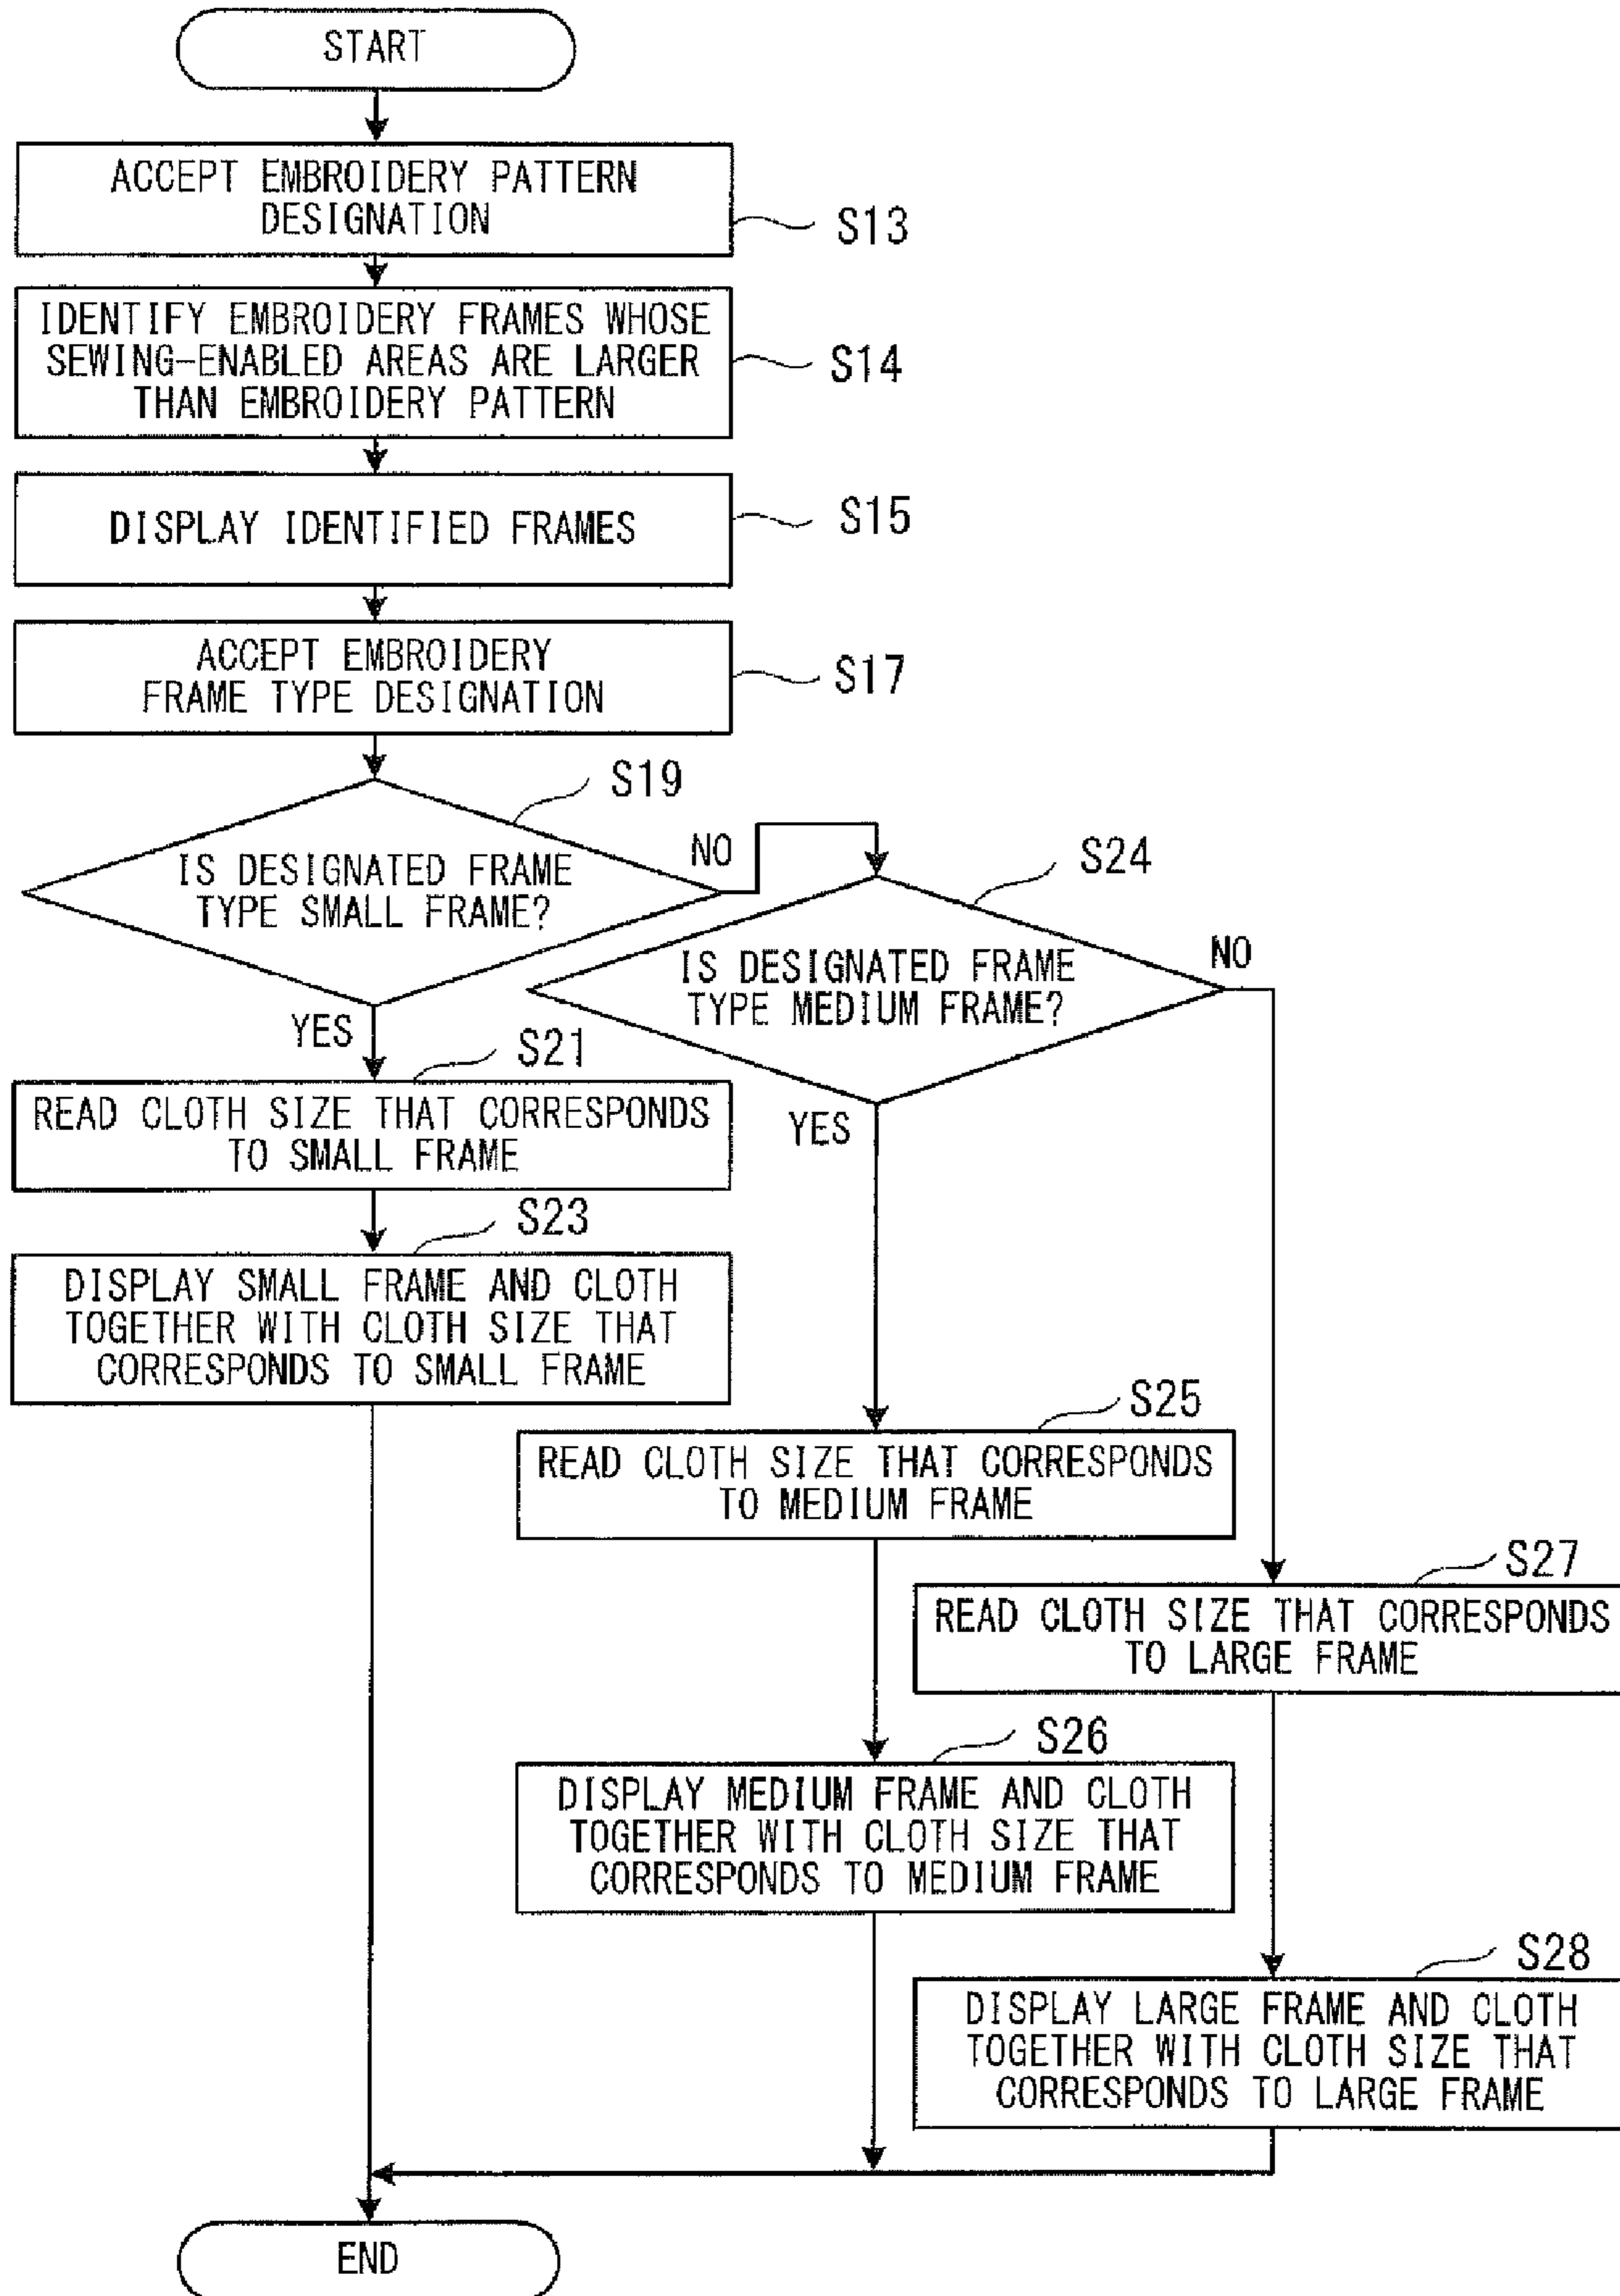 START
ACCEPT EMBROIDERY PATTERN
DESIGNATION
S13
IDENTIFY EMBROIDERY FRAMES WHOSE
SEWING-ENABLED AREAS ARE LARGER
THAN EMBROIDERY PATTERN
S14
DISPLAY IDENTIFIED FRAMES
S15
ACCEPT EMBROIDERY
FRAME TYPE DESIGNATION
S17
S19
IS DESIGNATED FRAME
TYPE SMALL FRAME?
NO
YES
S24
IS DESIGNATED FRAME
TYPE MEDIUM FRAME?
NO
YES
S21
READ CLOTH SIZE THAT CORRESPONDS
TO SMALL FRAME
S23
DISPLAY SMALL FRAME AND CLOTH
TOGETHER WITH CLOTH SIZE THAT
CORRESPONDS TO SMALL FRAME
S25
READ CLOTH SIZE THAT CORRESPONDS
TO MEDIUM FRAME
S27
READ CLOTH SIZE THAT CORRESPONDS
TO LARGE FRAME
S26
DISPLAY MEDIUM FRAME AND CLOTH
TOGETHER WITH CLOTH SIZE THAT
CORRESPONDS TO MEDIUM FRAME
S28
DISPLAY LARGE FRAME AND CLOTH
TOGETHER WITH CLOTH SIZE THAT
CORRESPONDS TO LARGE FRAME
END